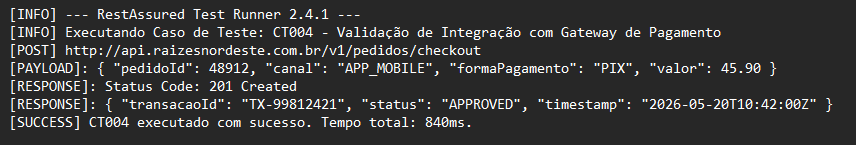 [INFO] --- RestAssured Test Runner 2.4.1 ---
[INFO] Executando Caso de Teste: CT004 - Validação de Integração com Gateway de Pagamento
[POST] http://api.raizesnordeste.com.br/v1/pedidos/checkout
[PAYLOAD]: { "pedidoId": 48912, "canal": "APP_MOBILE", "formaPagamento": "PIX", "valor": 45.90 }
[RESPONSE]: Status Code: 201 Created
[RESPONSE]: { "transacaoId": "TX-99812421", "status": "APPROVED", "timestamp": "2026-05-20T10:42:00Z" }
[SUCCESS] CT004 executado com sucesso. Tempo total: 840ms.